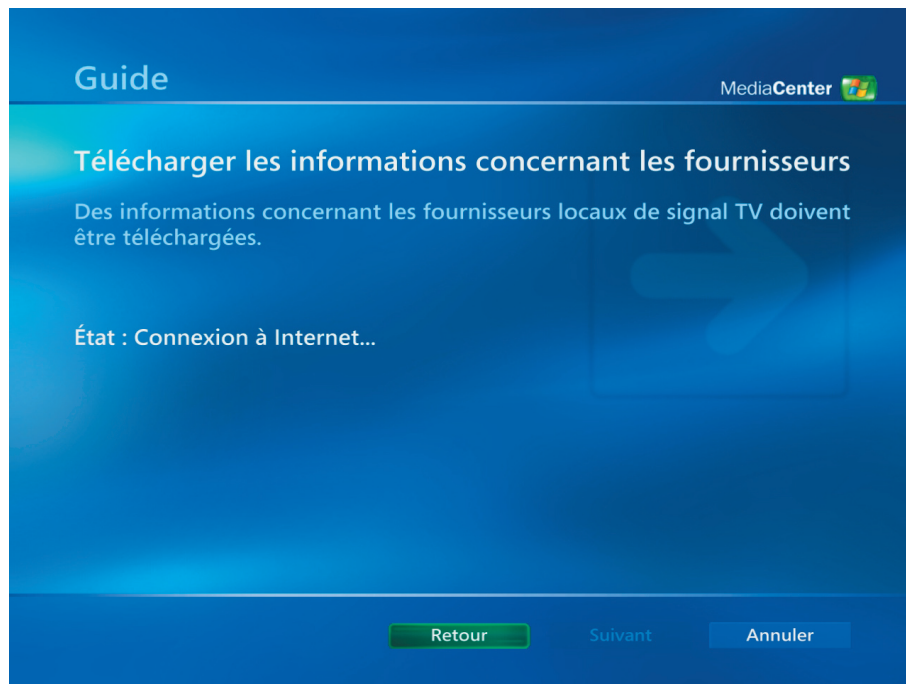 Guide
MediaCenter
Télécharger les informations concernant les fournisseurs
Des informations concernant les fournisseurs locaux de signal TV doivent
être téléchargées.
État : Connexion à Internet...
Retour
Suivant
Annuler